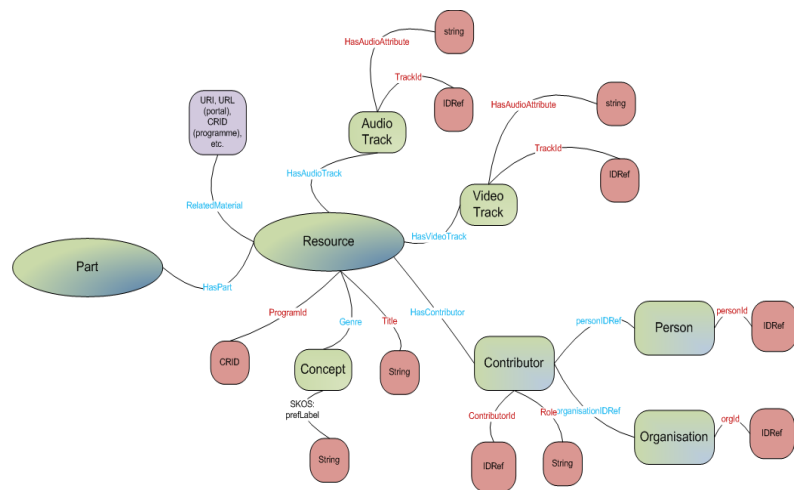 HasAudioAttribute
string
TrackId
IDRef
Audio
Track
URI, URL
(portal),
CRID
(programme),
etc.
HasAudioAttribute
string
TrackId
IDRef
Video
Track
HasAudioTrack
RelatedMaterial
Resource
HasVideoTrack
Part
HasPart
ProgramId
Genre
Title
HasContributor
CRID
Concept
String
SKOS:
prefLabel
String
Contributor
personIDRef
Person
personId
IDRef
ContributorId
Role
organisationIDRef
IDRef
String
Organisation
orgId
IDRef